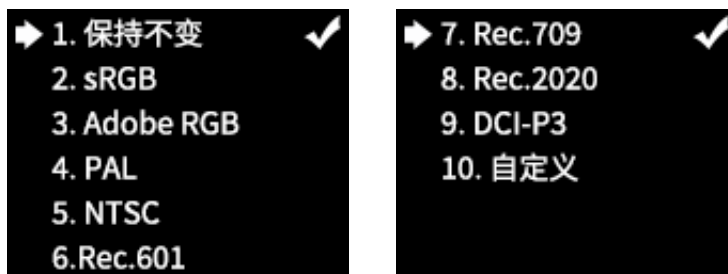 1. 保持不变
2. sRGB
3. Adobe RGB
4. PAL
5. NTSC
6.Rec.601
7. Rec.709
8. Rec.2020
9. DCI-P3
10. 自定义